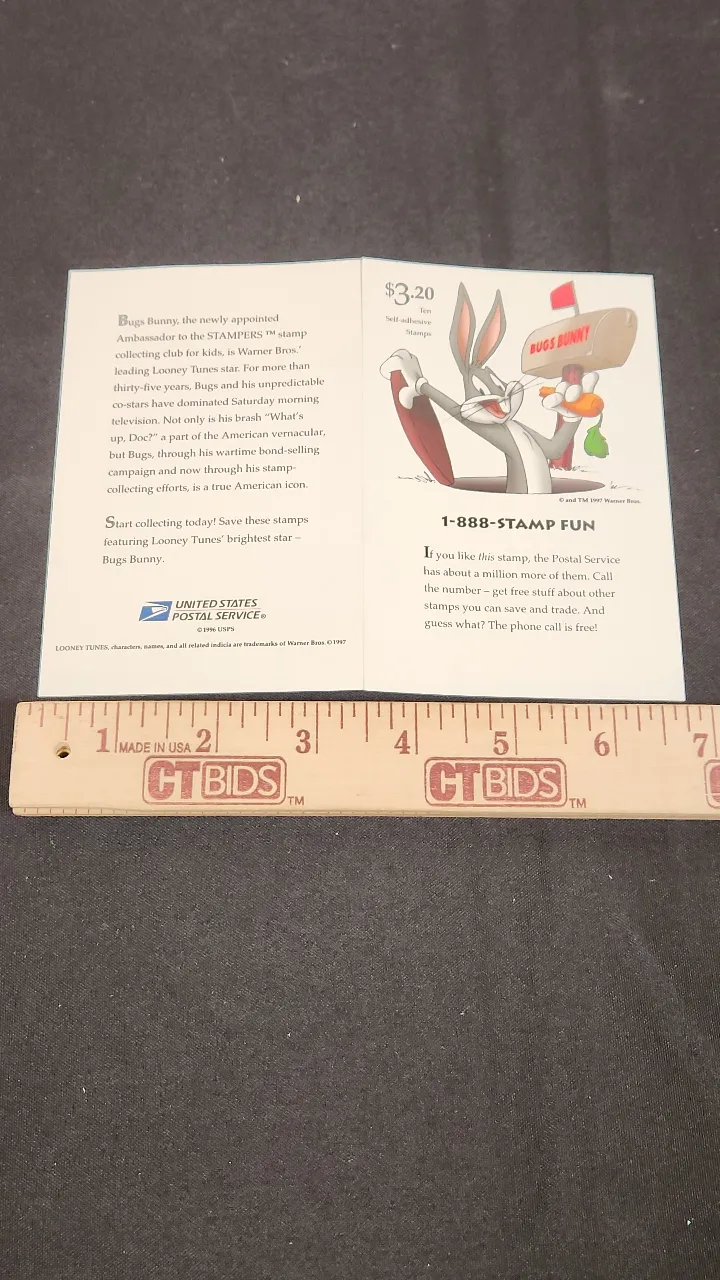 Bugs Bunny, the newly appointed
Ambassador to the STAMPERS ™ stamp
collecting club for kids, is Warner Bros.'
leading Looney Tunes star. For more than
thirty-five years, Bugs and his unpredictable
co-stars have dominated Saturday morning
television. Not only is his brash "What's
up, Doc?" a part of the American vernacular,
but Bugs, through his wartime bond-selling
campaign and now through his stamp-
collecting efforts, is a true American icon.
Start collecting today! Save these stamps
featuring Looney Tunes' brightest star –
Bugs Bunny.
UNITED STATES
POSTAL SERVICE®
©1996 USPS
LOONEY TUNES, characters, names, and all related indicia are trademarks of Warner Bros. ©1997
$3.20
Ten
Self-adhesive
Stamps
BUGS BUNNY
© and TM 1997 Warner Bros.
1-888-STAMP FUN
If you like this stamp, the Postal Service
has about a million more of them. Call
the number – get free stuff about other
stamps you can save and trade. And
guess what? The phone call is free!
1 MADE IN USA 2 3 4 5 6 7
CTBIDS™ CTBIDS™